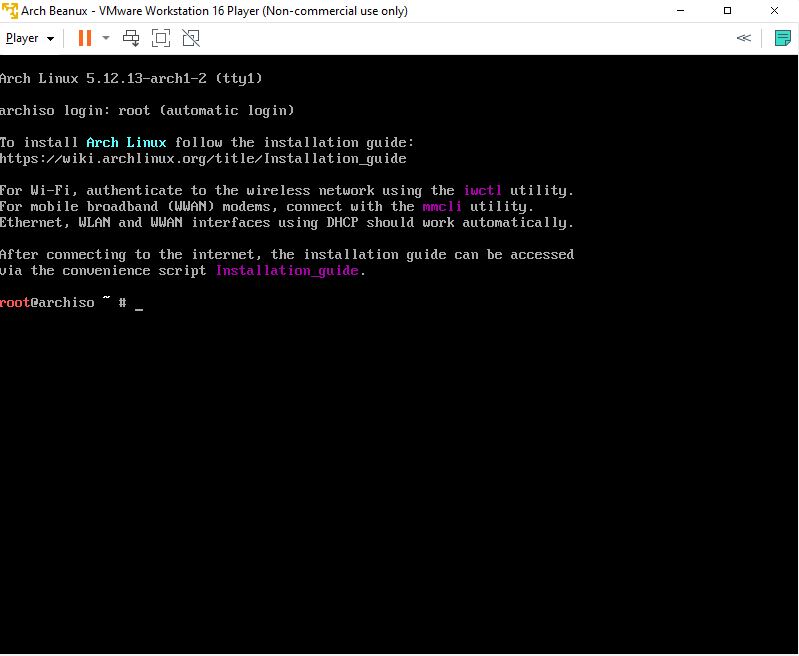 Arch Beanux - VMware Workstation 16 Player (Non-commercial use only)
Player
Arch Linux 5.12.13-arch1-2 (tty1)
archiso login: root (automatic login)
To install Arch Linux follow the installation guide:
https://wiki.archlinux.org/title/Installation_guide
For Wi-Fi, authenticate to the wireless network using the iwctl utility.
For mobile broadband (WWAN) modems, connect with the mmcli utility.
Ethernet, WLAN and WWAN interfaces using DHCP should work automatically.
After connecting to the internet, the installation guide can be accessed
via the convenience script Installation_guide.
root@archiso ~ # _